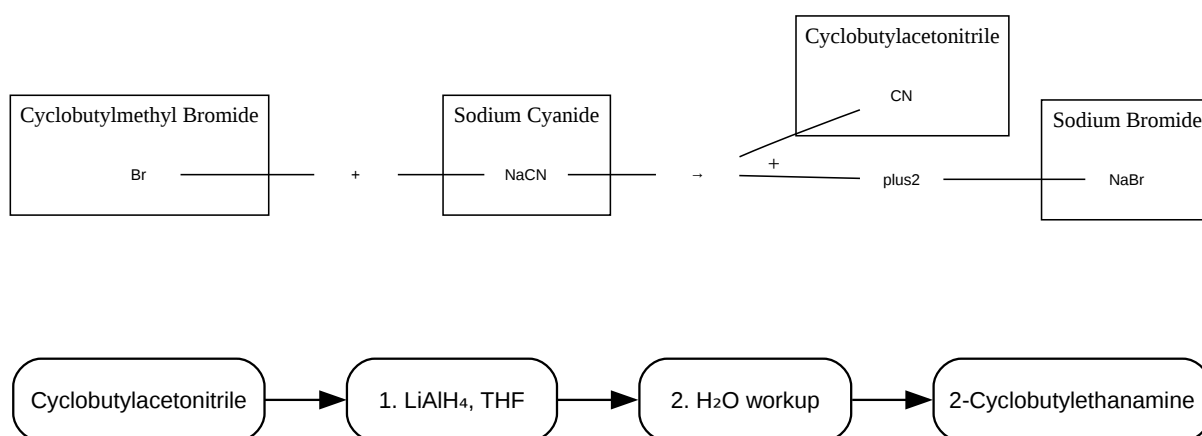 Cyclobutylacetonitrile
CN
Cyclobutylmethyl Bromide
Br
+
Sodium Cyanide
NaCN
→
+
plus2
Sodium Bromide
NaBr
Cyclobutylacetonitrile
1. LiAlH₄, THF
2. H₂O workup
2-Cyclobutylethanamine